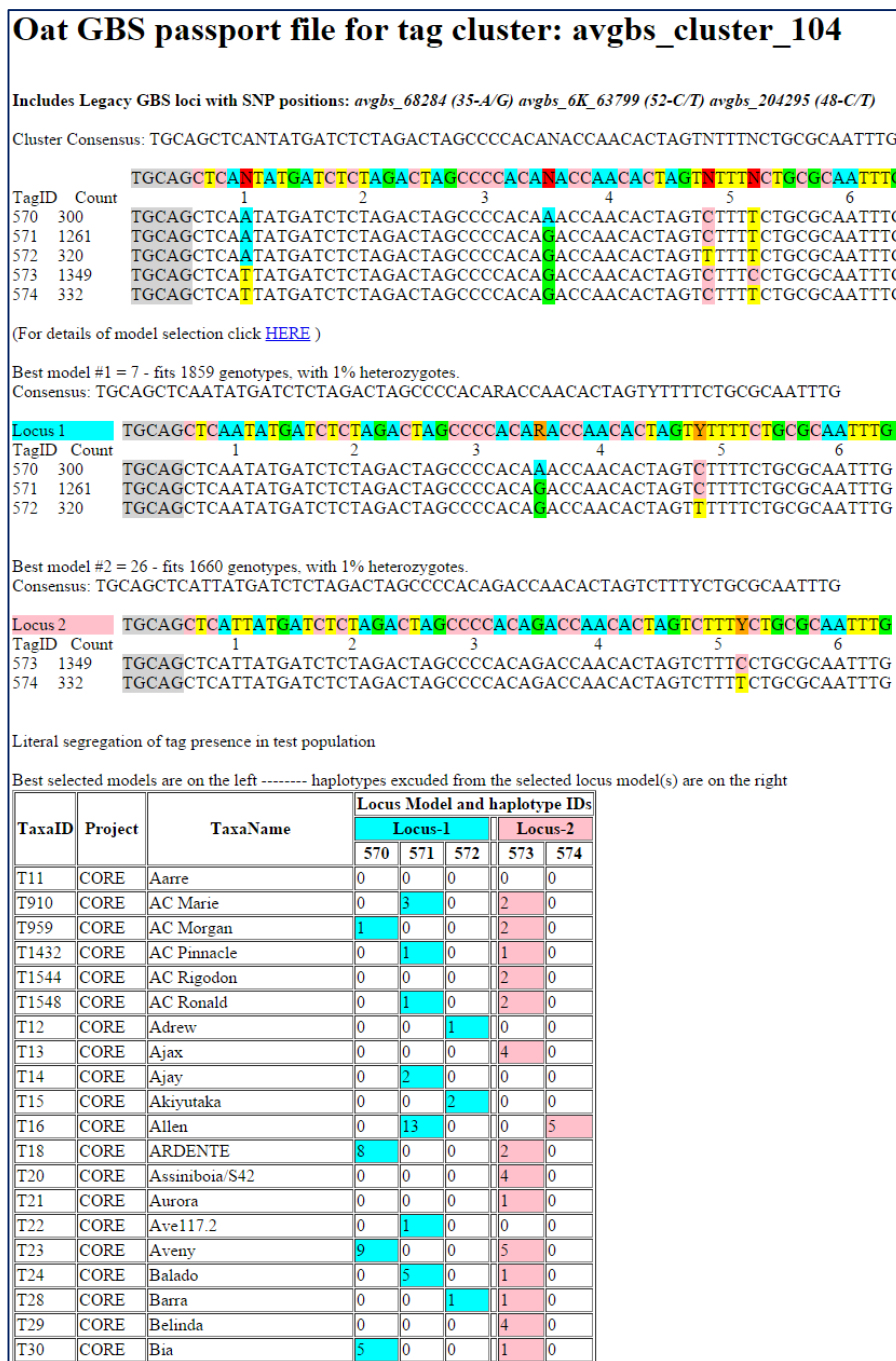 Oat GBS passport file for tag cluster: avgbs_cluster_104
Includes Legacy GBS loci with SNP positions: avgbs_68284 (35-A/G) avgbs_6K_63799 (52-C/T) avgbs_204295 (48-C/T)
Cluster Consensus: TGCAGCTCANTATGATCTCTAGACTAGCCCCACANACCAACACTAGTNTTTNCTGCGCAATTTG
TGCAGCTCANTATGATCTCTAGACTAGCCCCACANACCAACACTAGTNTTTNCTGCGCAATTTG
TagID Count 1 2 3 4 5 6
570 300 TGCAGCTCAATATGATCTCTAGACTAGCCCCACAAACCAACACTAGTCTTTTCTGCGCAATTTG
571 1261 TGCAGCTCAATATGATCTCTAGACTAGCCCCACAGACCAACACTAGTCTTTTCTGCGCAATTTG
572 320 TGCAGCTCAATATGATCTCTAGACTAGCCCCACAGACCAACACTAGTTTTTTCTGCGCAATTTG
573 1349 TGCAGCTCATTATGATCTCTAGACTAGCCCCACAGACCAACACTAGTCTTTCCTGCGCAATTTG
574 332 TGCAGCTCATTATGATCTCTAGACTAGCCCCACAGACCAACACTAGTCTTTTCTGCGCAATTTG
(For details of model selection click HERE )
Best model #1 = 7 - fits 1859 genotypes, with 1% heterozygotes.
Consensus: TGCAGCTCAATATGATCTCTAGACTAGCCCCACARACCAACACTAGTYTTTTCTGCGCAATTTG
Locus 1 TGCAGCTCAATATGATCTCTAGACTAGCCCCACARACCAACACTAGTYTTTTCTGCGCAATTTG
TagID Count 1 2 3 4 5 6
570 300 TGCAGCTCAATATGATCTCTAGACTAGCCCCACAAACCAACACTAGTCTTTTCTGCGCAATTTG
571 1261 TGCAGCTCAATATGATCTCTAGACTAGCCCCACAGACCAACACTAGTCTTTTCTGCGCAATTTG
572 320 TGCAGCTCAATATGATCTCTAGACTAGCCCCACAGACCAACACTAGTTTTTTCTGCGCAATTTG
Best model #2 = 26 - fits 1660 genotypes, with 1% heterozygotes.
Consensus: TGCAGCTCATTATGATCTCTAGACTAGCCCCACAGACCAACACTAGTCTTTYCTGCGCAATTTG
Locus 2 TGCAGCTCATTATGATCTCTAGACTAGCCCCACAGACCAACACTAGTCTTTYCTGCGCAATTTG
TagID Count 1 2 3 4 5 6
573 1349 TGCAGCTCATTATGATCTCTAGACTAGCCCCACAGACCAACACTAGTCTTTCCTGCGCAATTTG
574 332 TGCAGCTCATTATGATCTCTAGACTAGCCCCACAGACCAACACTAGTCTTTTCTGCGCAATTTG
Literal segregation of tag presence in test population
Best selected models are on the left -------- haplotypes excuded from the selected locus model(s) are on the right
TaxaID Project TaxaName Locus Model and haplotype IDs
Locus-1 Locus-2
570 571 572 573 574
T11 CORE Aarre 0 0 0 0 0
T910 CORE AC Marie 0 3 0 2 0
T959 CORE AC Morgan 1 0 0 2 0
T1432 CORE AC Pinnacle 0 1 0 1 0
T1544 CORE AC Rigodon 0 0 0 2 0
T1548 CORE AC Ronald 0 1 0 2 0
T12 CORE Adrew 0 0 1 0 0
T13 CORE Ajax 0 0 0 4 0
T14 CORE Ajay 0 2 0 0 0
T15 CORE Akiyutaka 0 0 2 0 0
T16 CORE Allen 0 13 0 0 5
T18 CORE ARDENTE 8 0 0 2 0
T20 CORE Assiniboia/S42 0 0 0 4 0
T21 CORE Aurora 0 0 0 1 0
T22 CORE Ave117.2 0 1 0 0 0
T23 CORE Aveny 9 0 0 5 0
T24 CORE Balado 0 5 0 1 0
T28 CORE Barra 0 0 1 1 0
T29 CORE Belinda 0 0 0 4 0
T30 CORE Bia 5 0 0 1 0